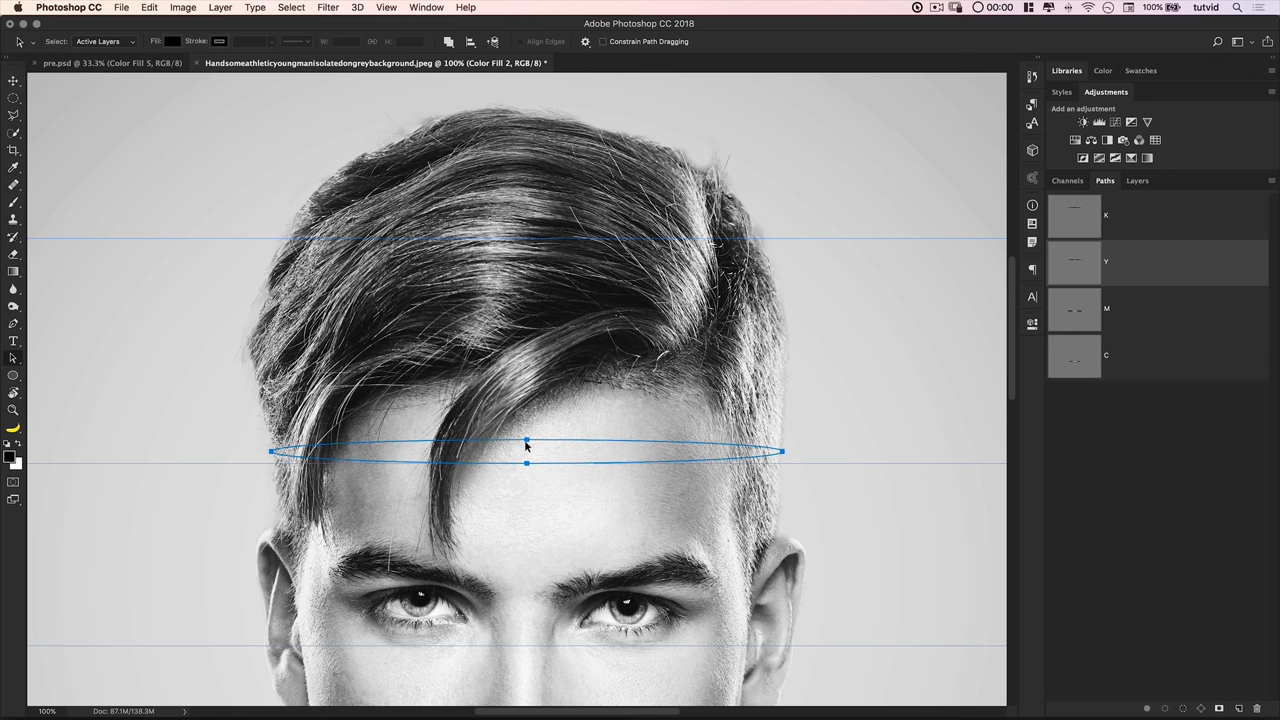 Photoshop CC File Edit Image Layer Type Select Filter 3D View Window Help 00:00 100% tutvid
Adobe Photoshop CC 2018
Select: Active Layers Fill: Stroke: W: H: Align Edges Constrain Path Dragging
× pre.psd @ 33.3% (Color Fill 5, RGB/8) × Handsomeathleticyoungmanisolatedongreybackground.jpeg @ 100% (Color Fill 2, RGB/8) *
Libraries Color Swatches
Styles Adjustments
Add an adjustment
Channels Paths Layers
K
Y
M
C
100% Doc: 87.1M/138.3M